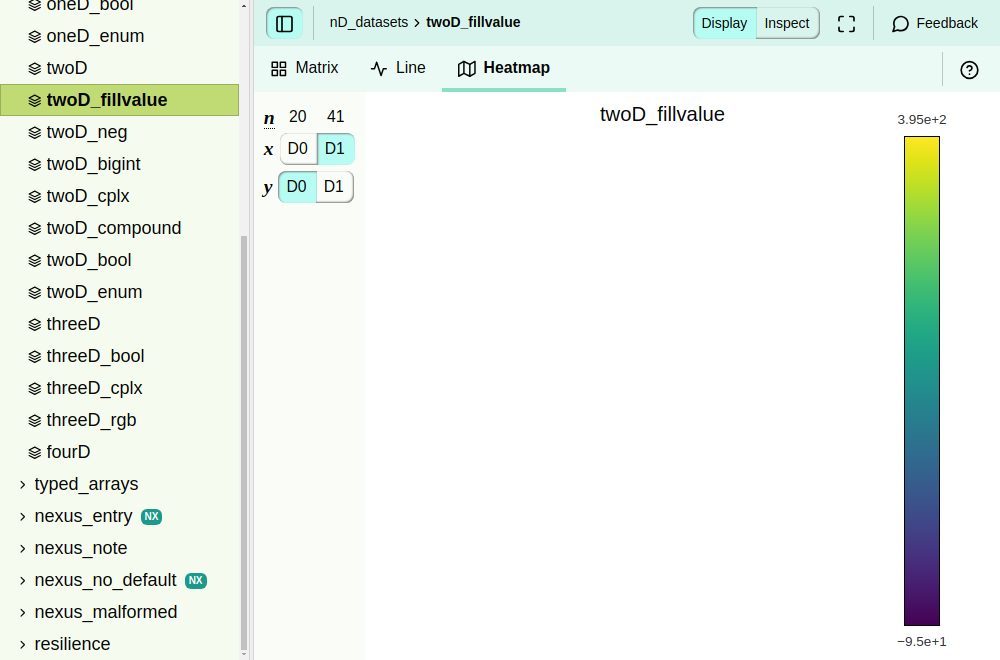 oneD_bool
oneD_enum
twoD
twoD_fillvalue
twoD_neg
twoD_bigint
twoD_cplx
twoD_compound
twoD_bool
twoD_enum
threeD
threeD_bool
threeD_cplx
threeD_rgb
fourD
typed_arrays
nexus_entry NX
nexus_note
nexus_no_default NX
nexus_malformed
resilience
nD_datasets › twoD_fillvalue
Display Inspect
Feedback
Matrix Line Heatmap
n 20 41
x D0 D1
y D0 D1
twoD_fillvalue
3.95e+2
−9.5e+1